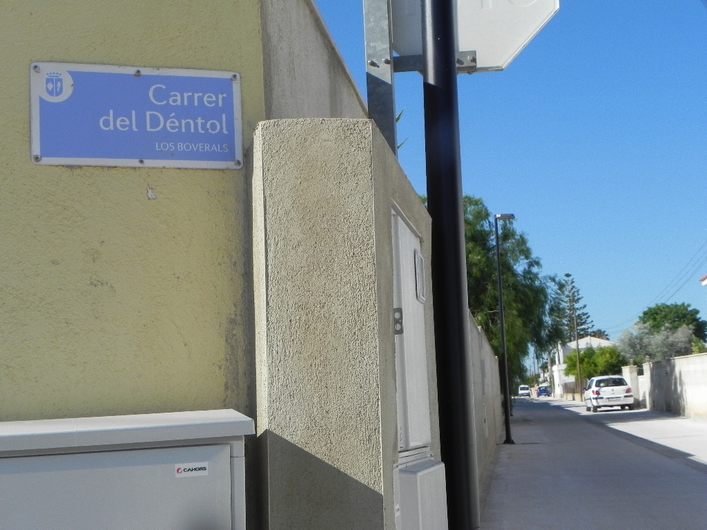 Carrer
del Déntol
LOS BOVERALS
CAHORS